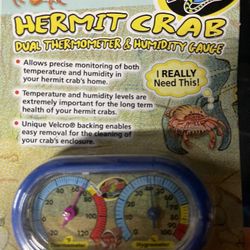 HERMIT CRAB
DUAL THERMOMETER & HUMIDITY GAUGE
• Allows precise monitoring of both
temperature and humidity in
your hermit crab's home.
I REALLY
Need This!
• Temperature and humidity levels are
extremely important for the long term
health of your hermit crabs.
• Unique Velcro® backing enables
easy removal for the cleaning of
your crab's enclosure.
Thermometer
Hygrometer